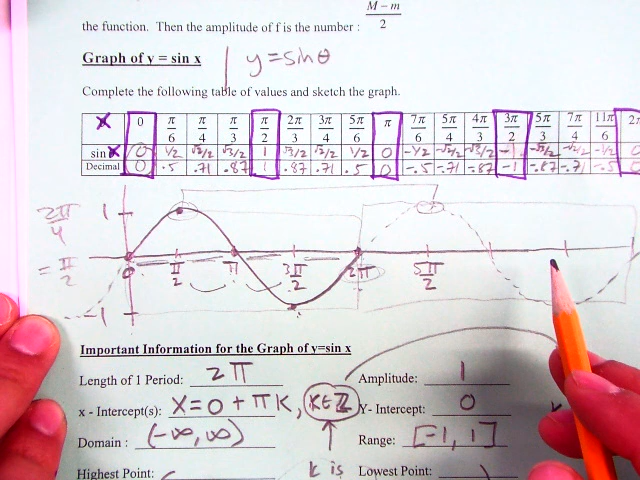 the function. Then the amplitude of f is the number : M – m / 2
Graph of y = sin x | y = sinθ
Complete the following table of values and sketch the graph.
x 0 π/6 π/4 π/3 π/2 2π/3 3π/4 5π/6 π 7π/6 5π/4 4π/3 3π/2 5π/3 7π/4 11π/6 2π
sin x 0 1/2 √2/2 √3/2 1 √3/2 √2/2 1/2 0 -1/2 -√2/2 -√3/2 -1 -√3/2 -√2/2 -1/2 0
Decimal 0 .5 .71 .87 1 .87 .71 .5 0 -.5 -.71 -.87 -1 -.87 -.71 -.5 0
2π/4 1
= π/2 0 π/2 π 3π/2 2π 5π/2
-1
Important Information for the Graph of y=sin x
Length of 1 Period: 2π Amplitude: 1
x - Intercept(s): X=0+πK, K∈ℤ Y- Intercept: 0
Domain : (-∞,∞) Range: [-1,1]
Highest Point: K is Lowest Point: